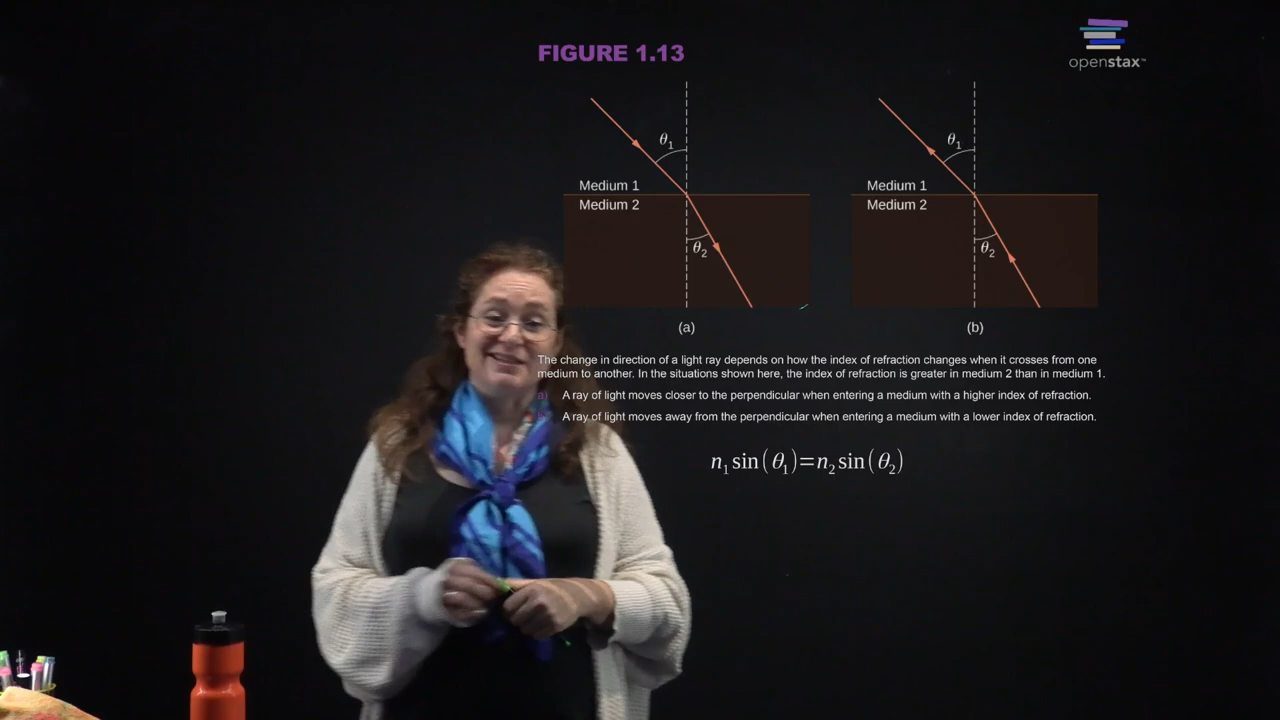 FIGURE 1.13
openstax™
θ1
θ1
Medium 1
Medium 1
Medium 2
Medium 2
θ2
θ2
(a)
(b)
The change in direction of a light ray depends on how the index of refraction changes when it crosses from one
medium to another. In the situations shown here, the index of refraction is greater in medium 2 than in medium 1.
a) A ray of light moves closer to the perpendicular when entering a medium with a higher index of refraction.
A ray of light moves away from the perpendicular when entering a medium with a lower index of refraction.
n1 sin(θ1)=n2 sin(θ2)